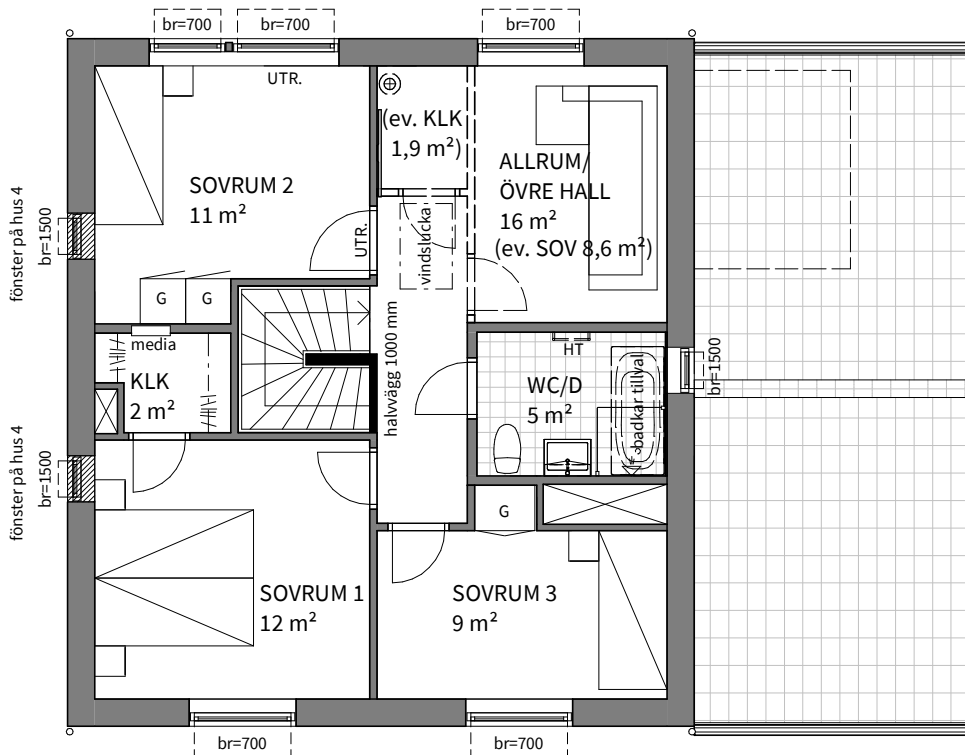 br=700
br=700
UTR.
(ev. KLK
1,9 m²)
ALLRUM/
ÖVRE HALL
16 m²
(ev. SOV 8,6 m²)
SOVRUM 2
11 m²
fönster på hus 4
br=1500
UTR.
vindslucka
G
G
media
KLK
2 m²
halvvägg 1000 mm
HT
WC/D
5 m²
badkar tillval
br=1500
fönster på hus 4
br=1500
G
SOVRUM 1
12 m²
SOVRUM 3
9 m²
br=700
br=700